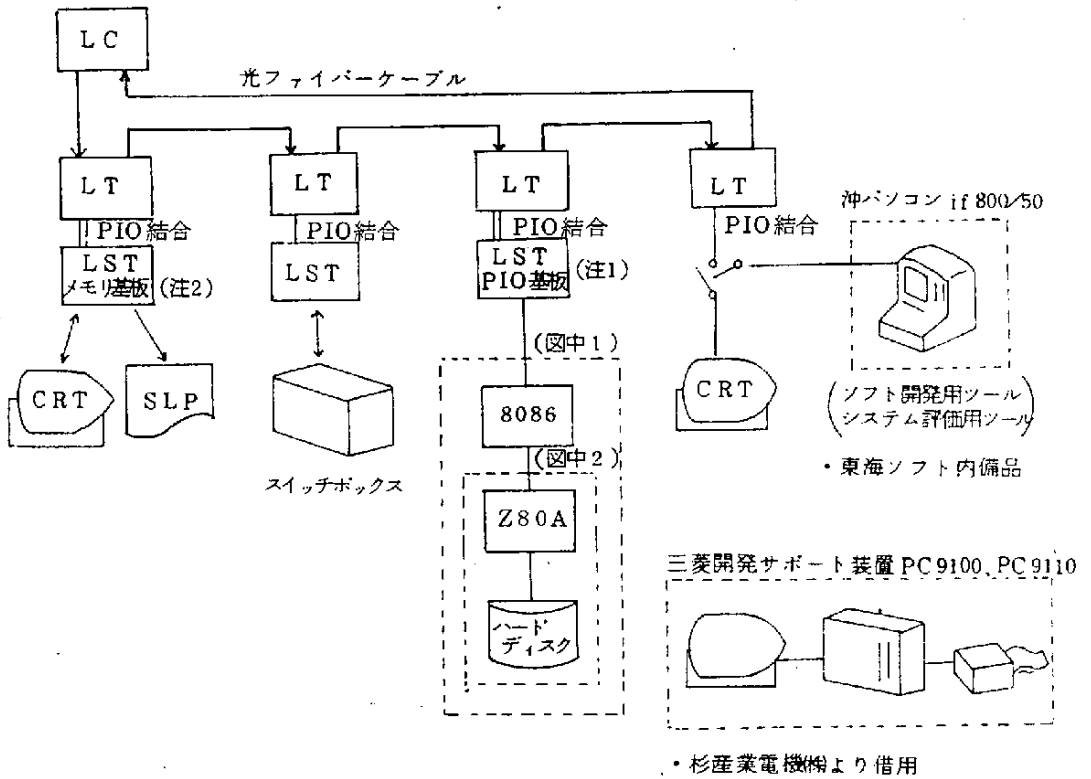 LC
光ファイバーケーブル
LT
LT
LT
LT
沖パソコン if 800/50
PIO結合
PIO結合
PIO結合
PIO結合
LST
メモリ基板
(注2)
LST
LST
PIO基板
(注1)
(図中1)
CRT
SLP
8086
CRT
ソフト開発用ツール
システム評価用ツール
(図中2)
・東海ソフト内備品
スイッチボックス
Z80A
三菱開発サポート装置 PC9100、PC9110
ハード
ディスク
・杉産業電機㈱より借用